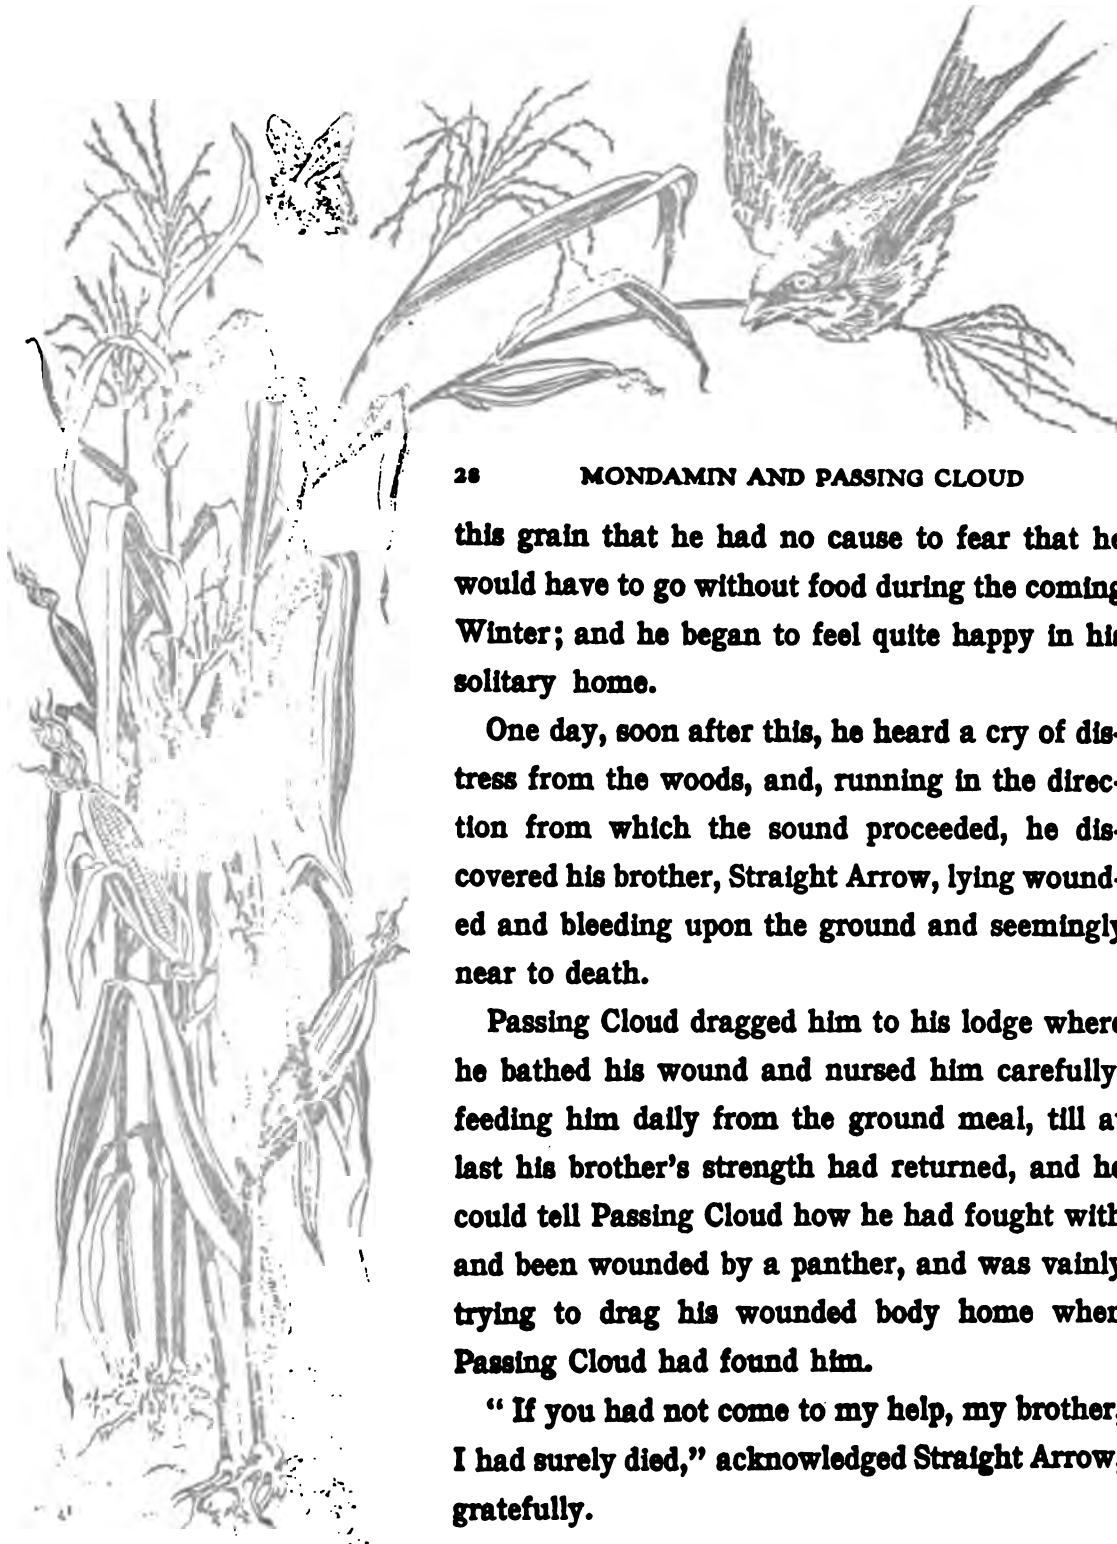 28 MONDAMIN AND PASSING CLOUD
this grain that he had no cause to fear that he
would have to go without food during the coming
Winter; and he began to feel quite happy in his
solitary home.
One day, soon after this, he heard a cry of dis-
tress from the woods, and, running in the direc-
tion from which the sound proceeded, he dis-
covered his brother, Straight Arrow, lying wound-
ed and bleeding upon the ground and seemingly
near to death.
Passing Cloud dragged him to his lodge where
he bathed his wound and nursed him carefully,
feeding him daily from the ground meal, till at
last his brother's strength had returned, and he
could tell Passing Cloud how he had fought with
and been wounded by a panther, and was vainly
trying to drag his wounded body home when
Passing Cloud had found him.
“ If you had not come to my help, my brother,
I had surely died,” acknowledged Straight Arrow,
gratefully.